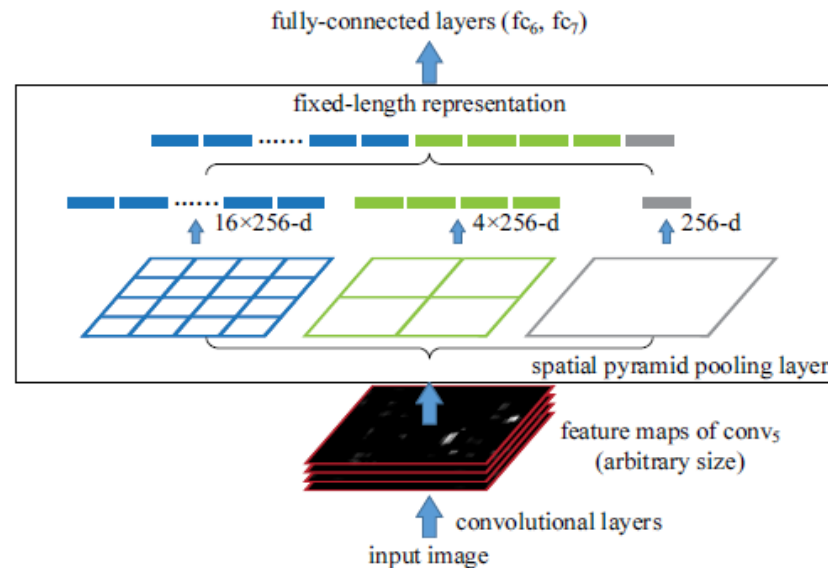 fully-connected layers (fc₆, fc₇)
fixed-length representation
......
......
16×256-d
4×256-d
256-d
spatial pyramid pooling layer
feature maps of conv₅
(arbitrary size)
convolutional layers
input image